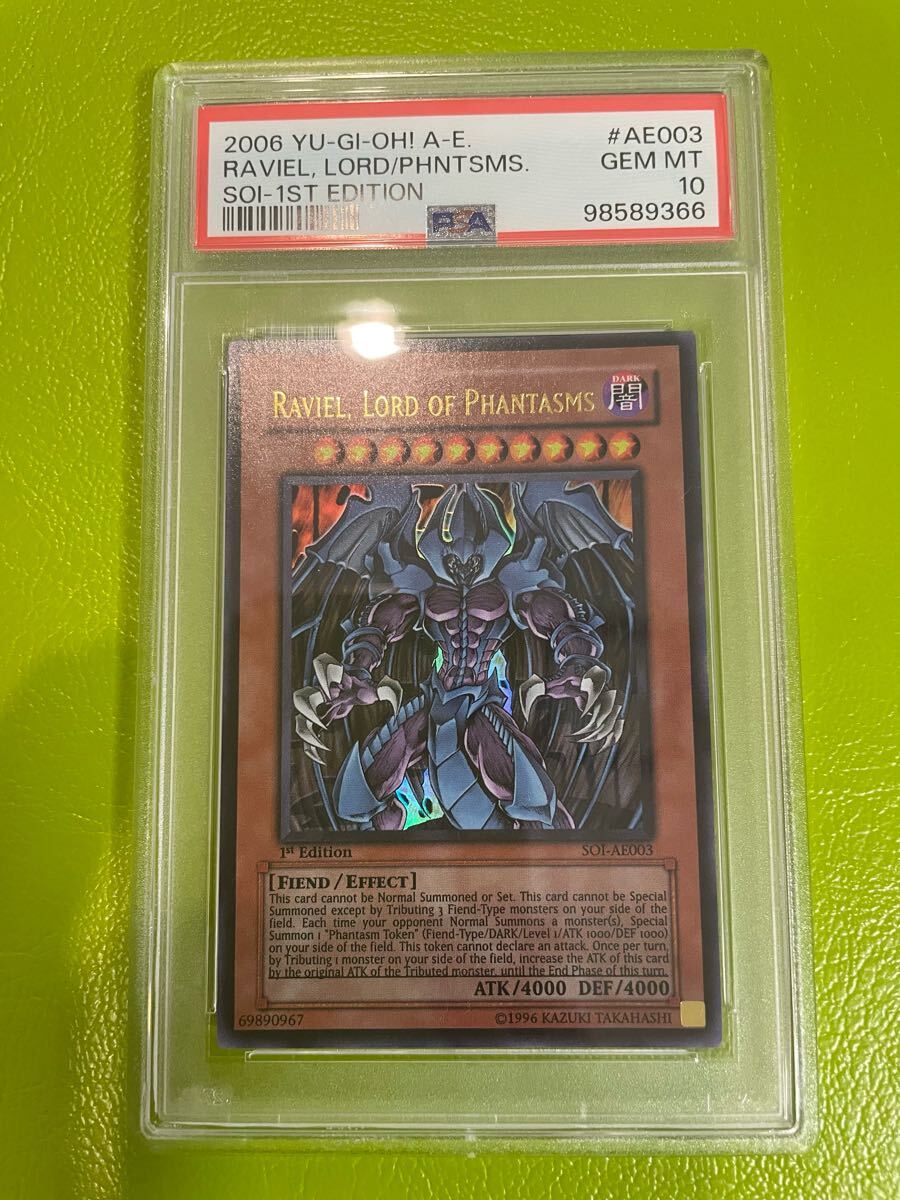 2006 YU-GI-OH! A-E. #AE003
RAVIEL, LORD/PHNTSMS. GEM MT
SOI-1ST EDITION 10
PSA 98589366
RAVIEL, LORD OF PHANTASMS
DARK
闇
1st Edition SOI-AE003
[FIEND/EFFECT]
This card cannot be Normal Summoned or Set. This card cannot be Special
Summoned except by Tributing 3 Fiend-Type monsters on your side of the
field. Each time your opponent Normal Summons a monster(s), Special
Summon 1 "Phantasm Token" (Fiend-Type/DARK/Level 1/ATK 1000/DEF 1000)
on your side of the field. This token cannot declare an attack. Once per turn,
by Tributing 1 monster on your side of the field, increase the ATK of this card
by the original ATK of the Tributed monster, until the End Phase of this turn.
ATK/4000 DEF/4000
69890967 ©1996 KAZUKI TAKAHASHI